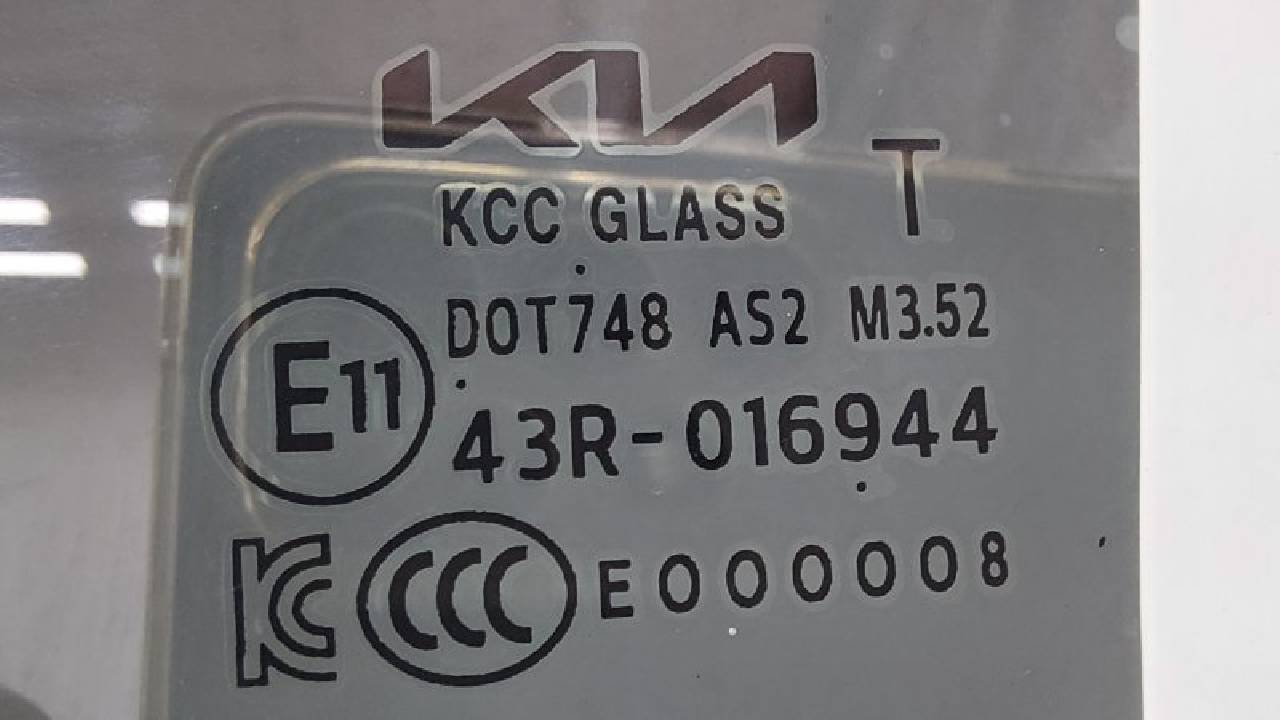 KIA
KCC GLASS T
DOT748 AS2 M3.52
E11 43R-016944
KC CCC E000008